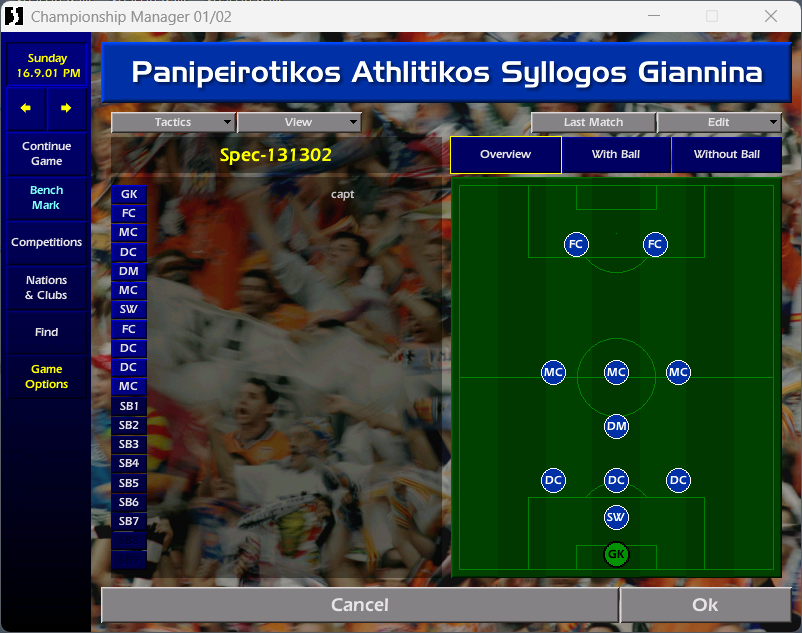 Championship Manager 01/02
Sunday
16.9.01 PM
Continue
Game
Bench
Mark
Competitions
Nations
& Clubs
Find
Game
Options
Panipeirotikos Athlitikos Syllogos Giannina
Tactics
View
Last Match
Edit
Spec-131302
Overview
With Ball
Without Ball
GK
capt
FC
MC
DC
DM
MC
SW
FC
DC
DC
MC
SB1
SB2
SB3
SB4
SB5
SB6
SB7
FC FC
MC MC MC
DM
DC DC DC
SW
GK
Cancel
Ok